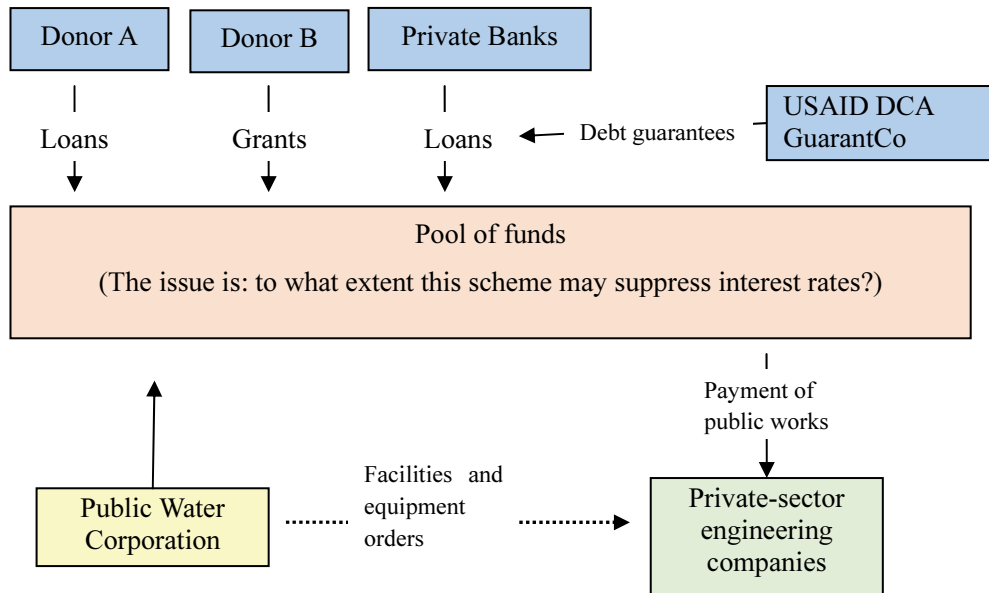 Donor A
Donor B
Private Banks
USAID DCA
GuarantCo
Loans
Grants
Loans
Debt guarantees
Pool of funds
(The issue is: to what extent this scheme may suppress interest rates?)
Payment of
public works
Facilities and
equipment
orders
Public Water
Corporation
Private-sector
engineering
companies